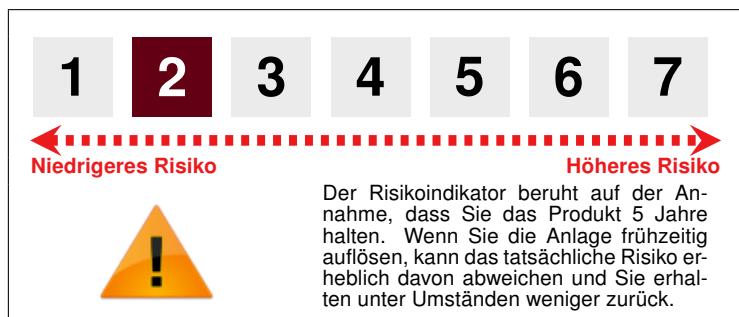 1 2 3 4 5 6 7
Niedrigeres Risiko Höheres Risiko
Der Risikoindikator beruht auf der An-
nahme, dass Sie das Produkt 5 Jahre
halten. Wenn Sie die Anlage frühzeitig
auflösen, kann das tatsächliche Risiko er-
heblich davon abweichen und Sie erhal-
ten unter Umständen weniger zurück.